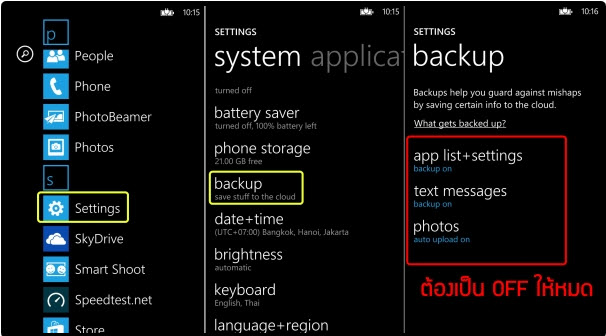 10:15
p
People
Phone
PhotoBeamer
Photos
s
Settings
SkyDrive
Smart Shoot
Speedtest.net
Store
10:15
SETTINGS
system applicat
turned off
battery saver
turned off, 100% battery left
phone storage
21.00 GB free
backup
save stuff to the cloud
date+time
(UTC+07:00) Bangkok, Hanoi, Jakarta
brightness
automatic
keyboard
English, Thai
language+region
10:16
SETTINGS
backup
Backups help you guard against mishaps
by saving certain info to the cloud.
What gets backed up?
app list+settings
backup on
text messages
backup on
photos
auto upload on
ต้องเป็น OFF ให้หมด